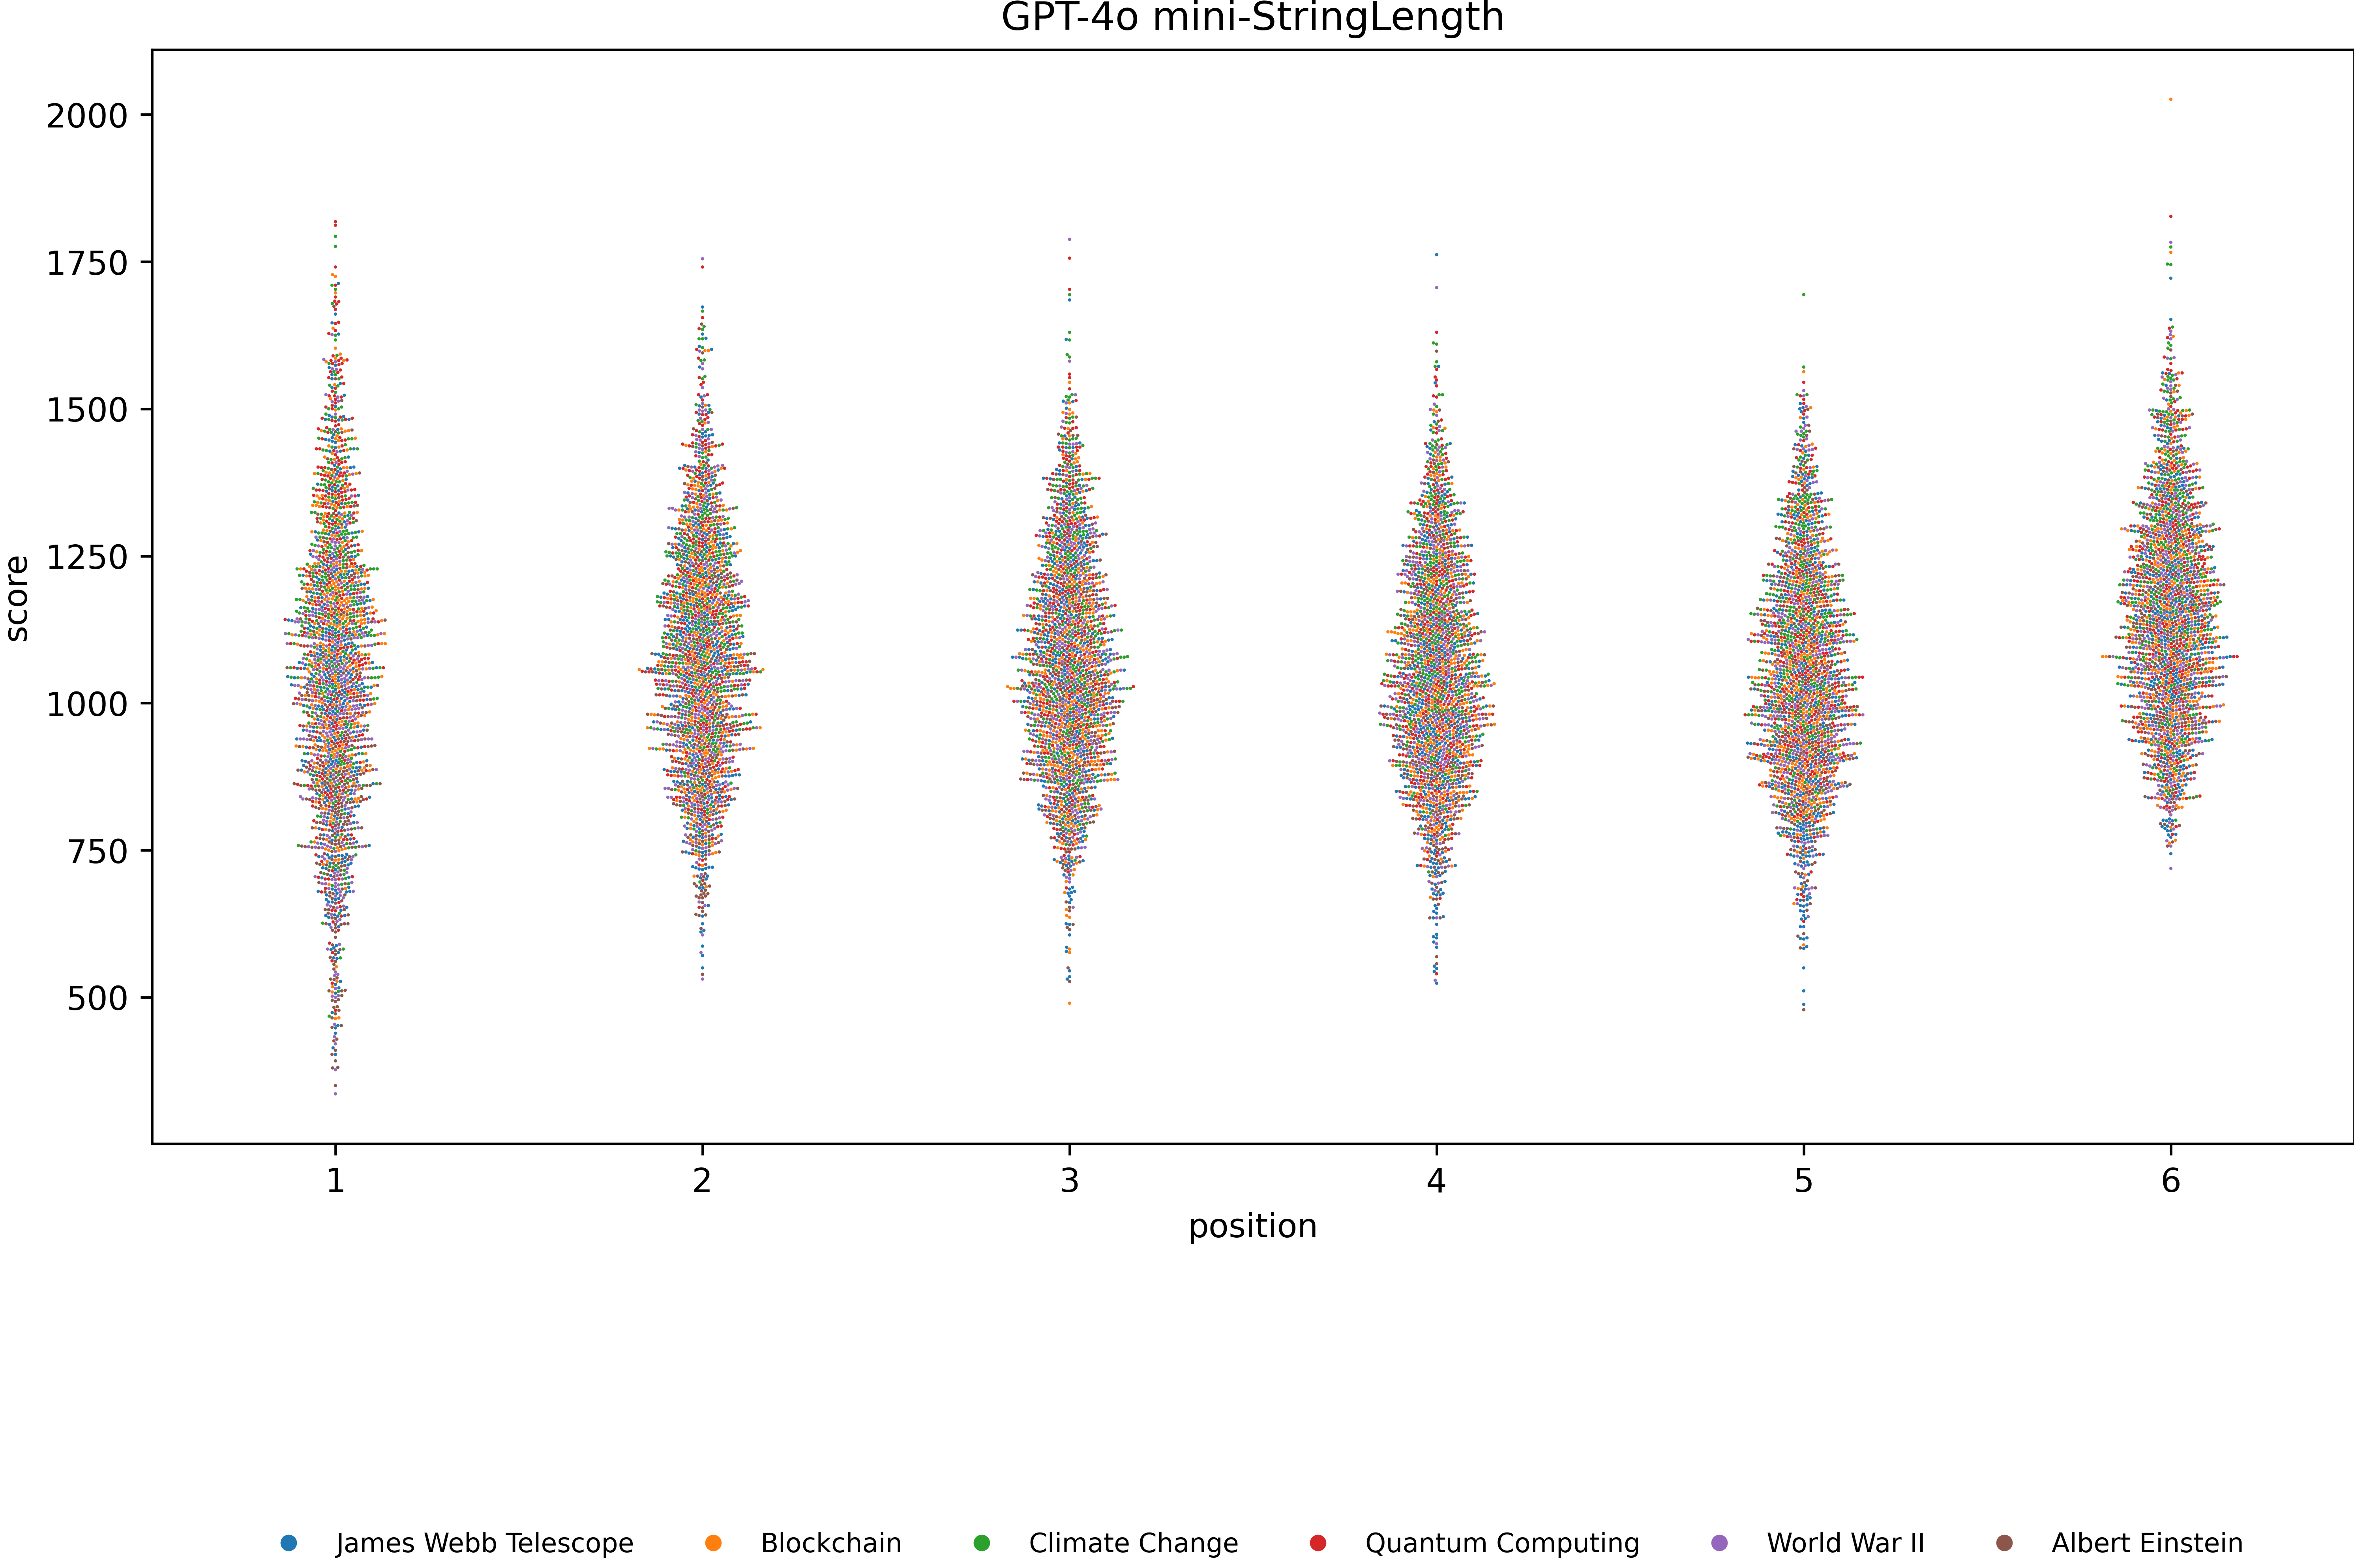 GPT-4o mini-StringLength
2000
1750
1500
1250
1000
750
500
score
1 2 3 4 5 6
position
James Webb Telescope Blockchain Climate Change Quantum Computing World War II Albert Einstein